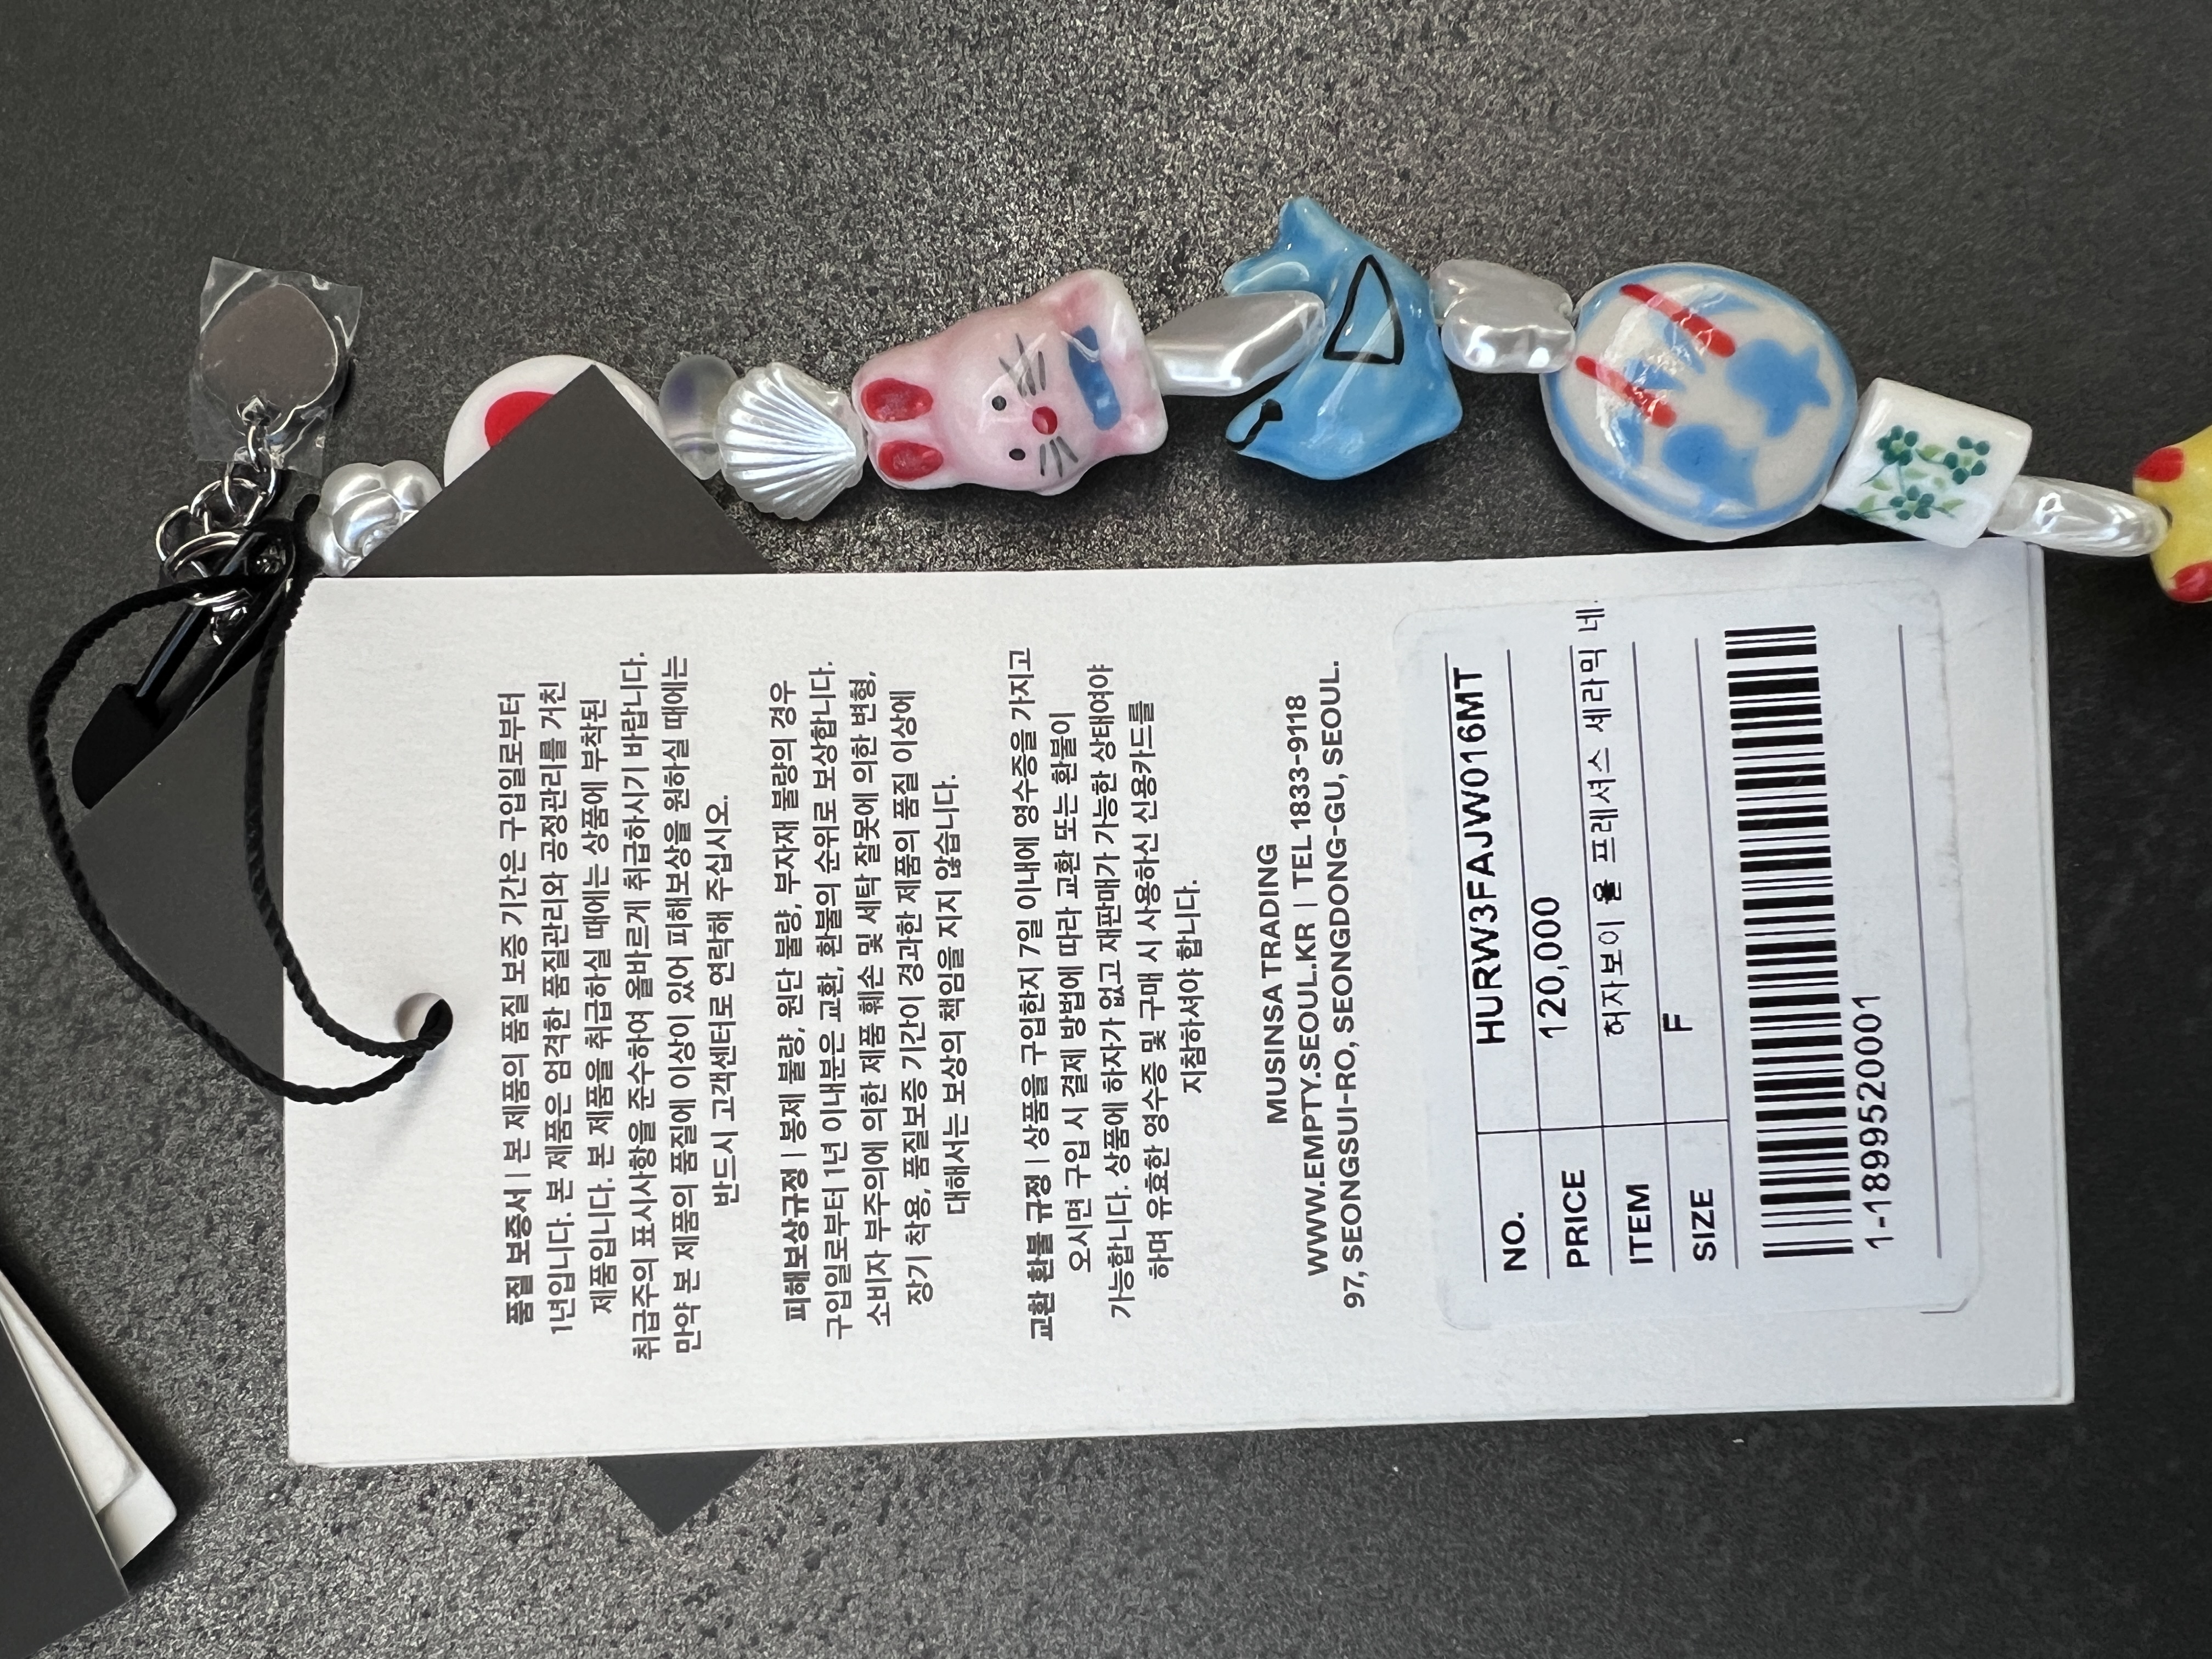 품질 보증서 | 본 제품의 품질 보증 기간은 구입일로부터
1년입니다. 본 제품은 엄격한 품질관리와 공정관리를 거친
제품입니다. 본 제품을 취급하실 때에는 상품에 부착된
취급주의 표시사항을 준수하여 올바르게 취급하시기 바랍니다.
만약 본 제품의 품질에 이상이 있어 피해보상을 원하실 때에는
반드시 고객센터로 연락해 주십시오.
피해보상규정 | 봉제 불량, 원단 불량, 부자재 불량의 경우
구입일로부터 1년 이내분은 교환, 환불의 순위로 보상합니다.
소비자 부주의에 의한 제품 훼손 및 세탁 잘못에 의한 변형,
장기 착용, 품질보증 기간이 경과한 제품의 품질 이상에
대해서는 보상의 책임을 지지 않습니다.
교환 환불 규정 | 상품을 구입한지 7일 이내에 영수증을 가지고
오시면 구입 시 결제 방법에 따라 교환 또는 환불이
가능합니다. 상품에 하자가 없고 재판매가 가능한 상태여야
하며 유효한 영수증 및 구매 시 사용하신 신용카드를
지참하셔야 합니다.
MUSINSA TRADING
WWW.EMPTY.SEOUL.KR | TEL 1833-9118
97, SEONGSUI-RO, SEONGDONG-GU, SEOUL.
NO. HURW3FAJW016MT
PRICE 120,000
ITEM 허자보이 율 프레셔스 세라믹 네
SIZE F
1-1899520001